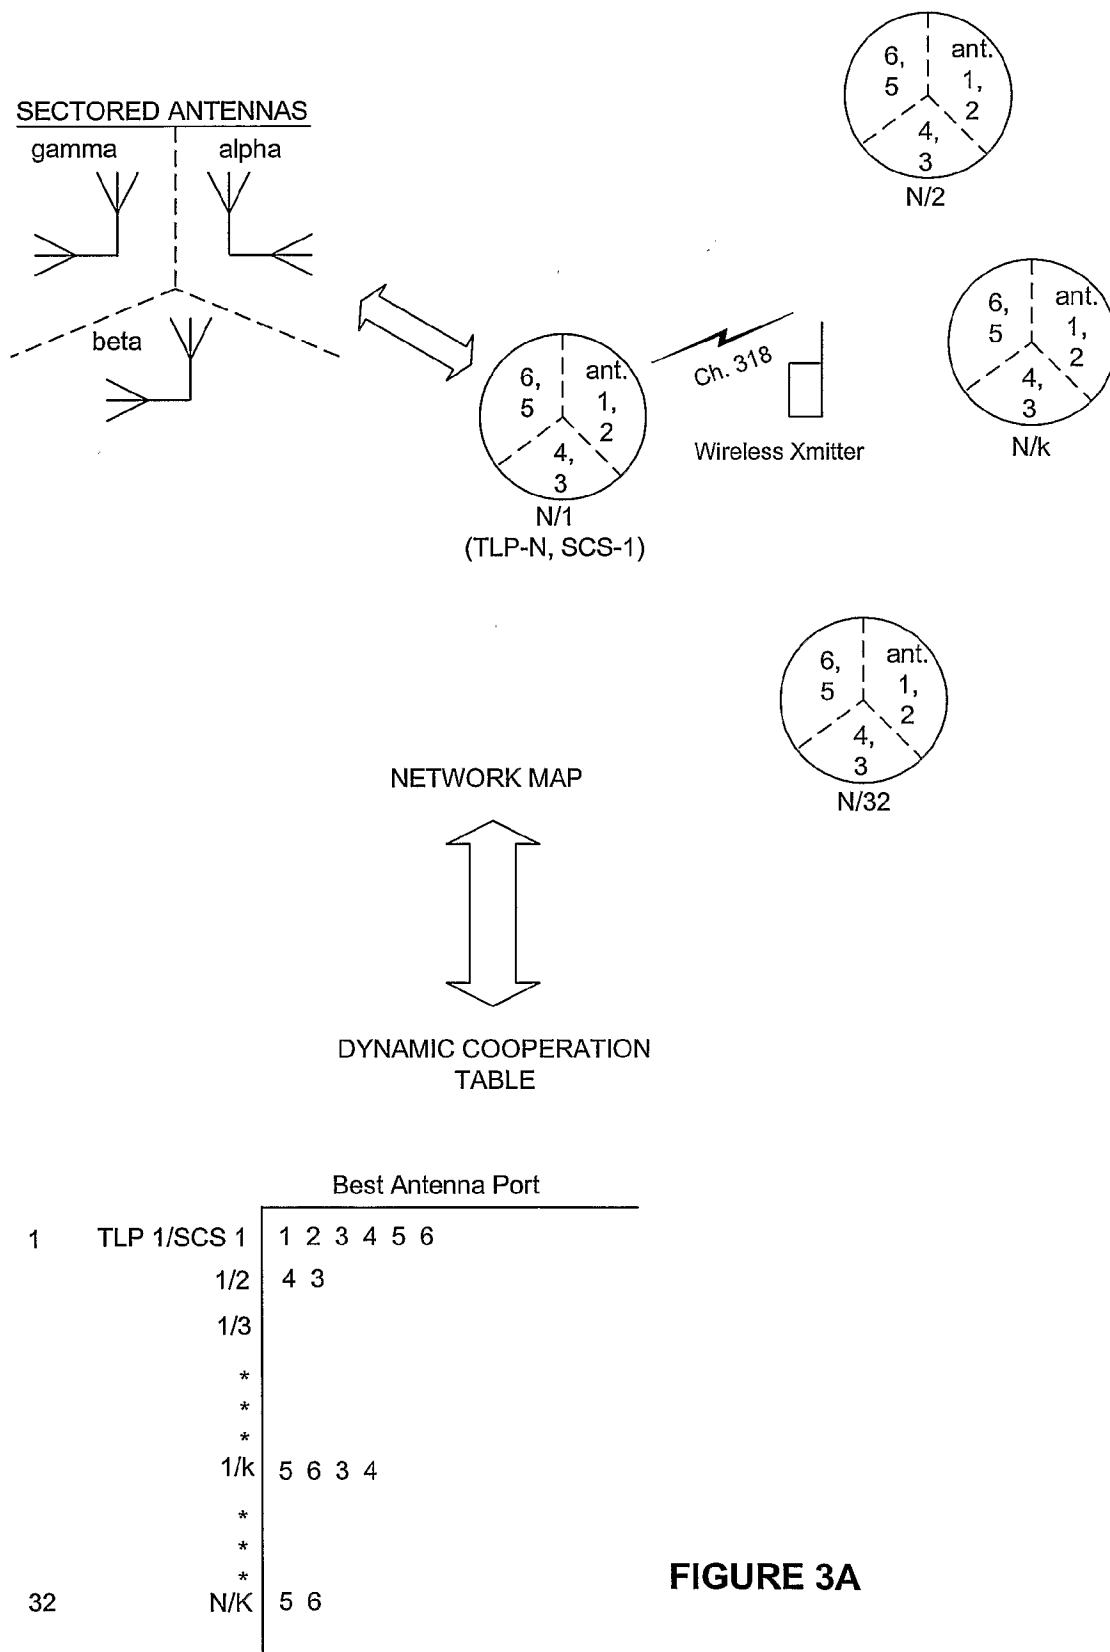 SECTORED ANTENNAS
gamma alpha
beta
6, ant.
5 1,
2
4,
3
N/2
6, ant.
5 1,
2
4,
3
N/k
6, ant.
5 1,
2
4,
3
N/1
(TLP-N, SCS-1)
Ch. 318
Wireless Xmitter
6, ant.
5 1,
2
4,
3
N/32
NETWORK MAP
DYNAMIC COOPERATION
TABLE
Best Antenna Port
1 TLP 1/SCS 1 1 2 3 4 5 6
1/2 4 3
1/3
*
*
*
1/k 5 6 3 4
*
*
*
32 N/K 5 6
FIGURE 3A